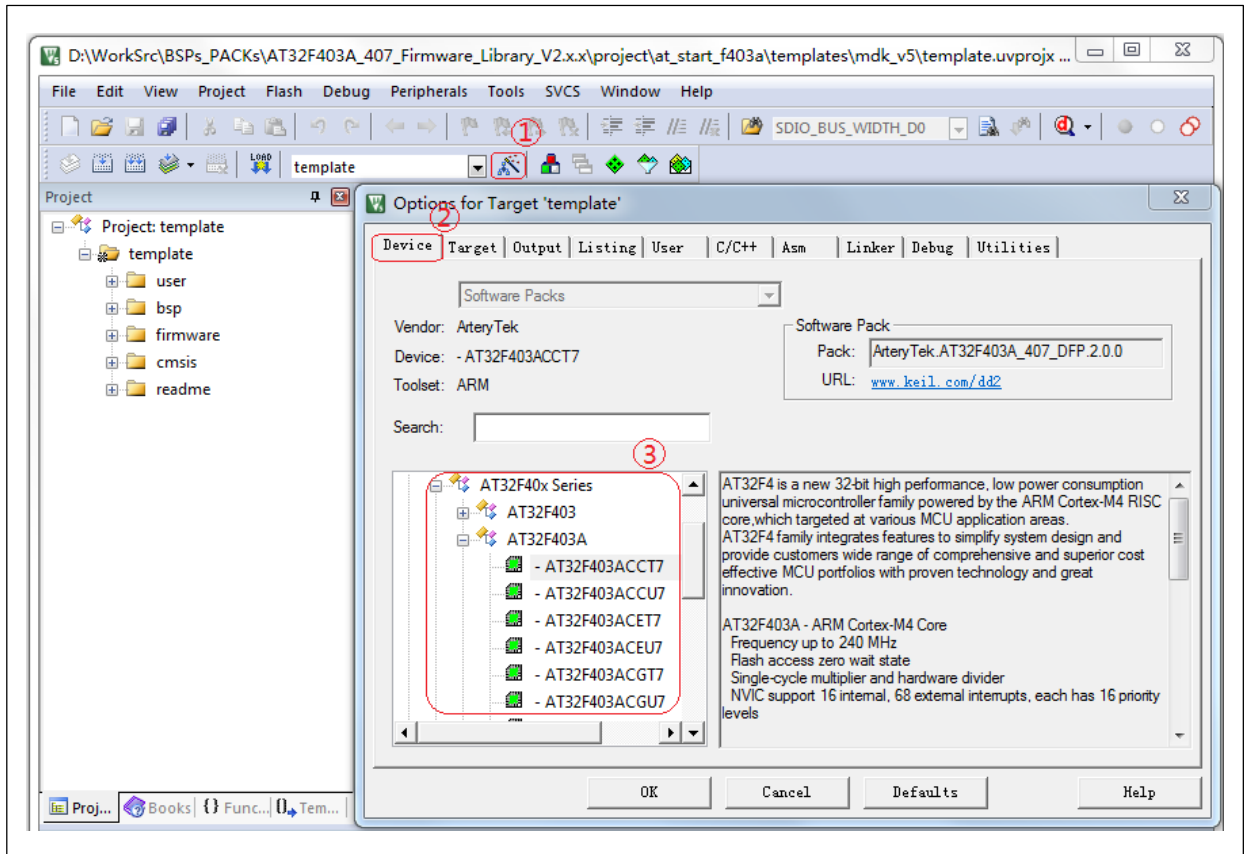 D:\WorkSrc\BSPs_PACKs\AT32F403A_407_Firmware_Library_V2.x.x\project\at_start_f403a\templates\mdk_v5\template.uvprojx ...
File Edit View Project Flash Debug Peripherals Tools SVCS Window Help
①
SDIO_BUS_WIDTH_D0
LOAD
template
Project
Project: template
template
user
bsp
firmware
cmsis
readme
Proj... Books {} Func... 0 Tem...
Options for Target 'template'
②
Device Target Output Listing User C/C++ Asm Linker Debug Utilities
Software Packs
Vendor: ArteryTek
Device: - AT32F403ACCT7
Toolset: ARM
Software Pack
Pack: ArteryTek.AT32F403A_407_DFP.2.0.0
URL: www.keil.com/dd2
Search:
③
AT32F40x Series
AT32F403
AT32F403A
- AT32F403ACCT7
- AT32F403ACCU7
- AT32F403ACET7
- AT32F403ACEU7
- AT32F403ACGT7
- AT32F403ACGU7
AT32F4 is a new 32-bit high performance, low power consumption
universal microcontroller family powered by the ARM Cortex-M4 RISC
core,which targeted at various MCU application areas.
AT32F4 family integrates features to simplify system design and
provide customers wide range of comprehensive and superior cost
effective MCU portfolios with proven technology and great
innovation.
AT32F403A - ARM Cortex-M4 Core
Frequency up to 240 MHz
Flash access zero wait state
Single-cycle multiplier and hardware divider
NVIC support 16 internal, 68 external interrupts, each has 16 priority
levels
OK Cancel Defaults Help